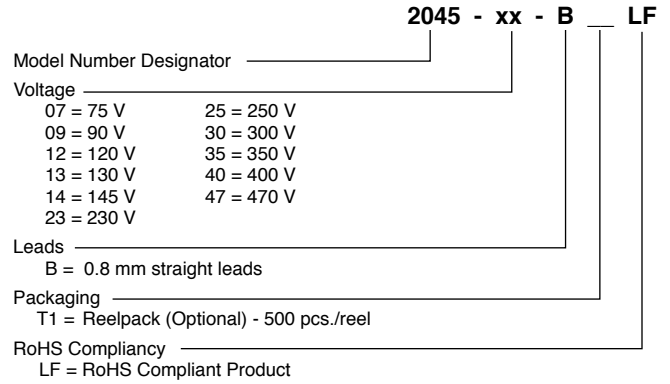 2045 - xx - B __ LF
Model Number Designator
Voltage
07 = 75 V 25 = 250 V
09 = 90 V 30 = 300 V
12 = 120 V 35 = 350 V
13 = 130 V 40 = 400 V
14 = 145 V 47 = 470 V
23 = 230 V
Leads
B = 0.8 mm straight leads
Packaging
T1 = Reelpack (Optional) - 500 pcs./reel
RoHS Compliancy
LF = RoHS Compliant Product